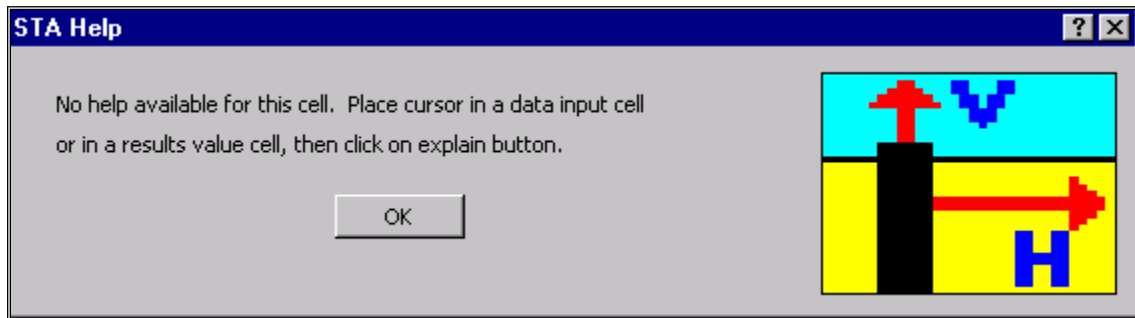 STA Help
No help available for this cell.  Place cursor in a data input cell
or in a results value cell, then click on explain button.
OK
V
H